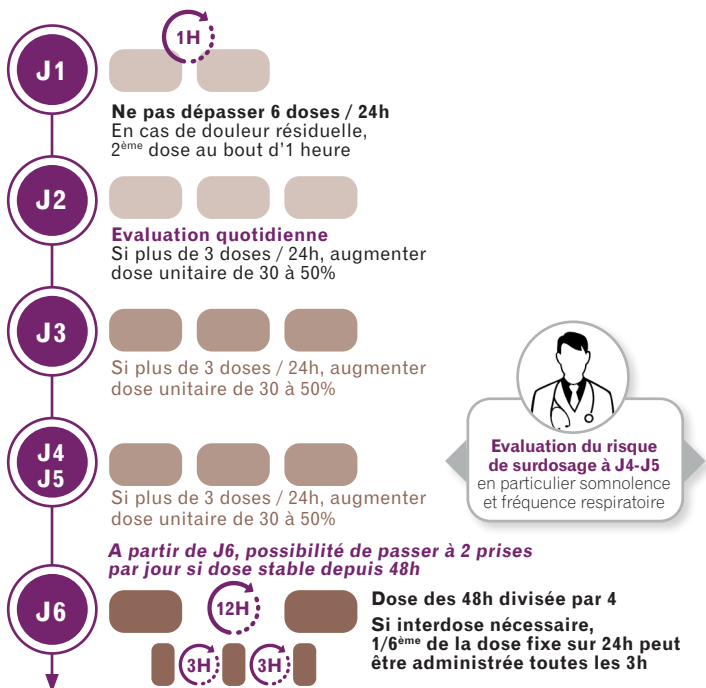 J1
1H
Ne pas dépasser 6 doses / 24h
En cas de douleur résiduelle,
2ème dose au bout d'1 heure
J2
Evaluation quotidienne
Si plus de 3 doses / 24h, augmenter
dose unitaire de 30 à 50%
J3
Si plus de 3 doses / 24h, augmenter
dose unitaire de 30 à 50%
J4
J5
Si plus de 3 doses / 24h, augmenter
dose unitaire de 30 à 50%
Evaluation du risque
de surdosage à J4-J5
en particulier somnolence
et fréquence respiratoire
A partir de J6, possibilité de passer à 2 prises
par jour si dose stable depuis 48h
J6
12H
3H
3H
Dose des 48h divisée par 4
Si interdose nécessaire,
1/6ème de la dose fixe sur 24h peut
être administrée toutes les 3h